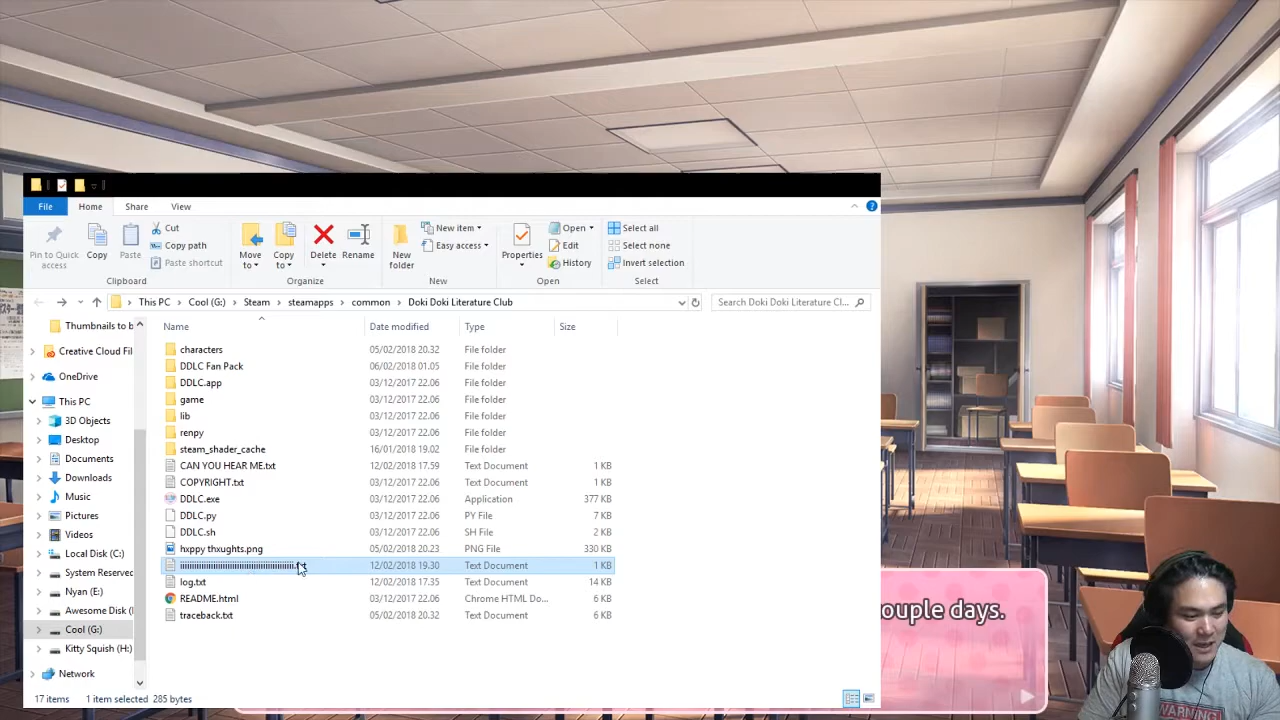 File Home Share View
Pin to Quick access
Copy
Paste
Cut
Copy path
Paste shortcut
Clipboard
Move to
Copy to
Delete
Rename
Organize
New folder
New item
Easy access
New
Properties
Open
Edit
History
Open
Select all
Select none
Invert selection
Select
This PC Cool (G:) Steam steamapps common Doki Doki Literature Club
Search Doki Doki Literature Cl...
Thumbnails to b
Creative Cloud Fil
OneDrive
This PC
3D Objects
Desktop
Documents
Downloads
Music
Pictures
Videos
Local Disk (C:)
System Reserved
Nyan (E:)
Awesome Disk (
Cool (G:)
Kitty Squish (H:)
Network
Name Date modified Type Size
characters 05/02/2018 20.32 File folder
DDLC Fan Pack 06/02/2018 01.05 File folder
DDLC.app 03/12/2017 22.06 File folder
game 03/12/2017 22.06 File folder
lib 03/12/2017 22.06 File folder
renpy 03/12/2017 22.06 File folder
steam_shader_cache 16/01/2018 19.02 File folder
CAN YOU HEAR ME.txt 12/02/2018 17.59 Text Document 1 KB
COPYRIGHT.txt 03/12/2017 22.06 Text Document 6 KB
DDLC.exe 03/12/2017 22.06 Application 377 KB
DDLC.py 03/12/2017 22.06 PY File 7 KB
DDLC.sh 03/12/2017 22.06 SH File 2 KB
hxppy thxughts.png 05/02/2018 20.23 PNG File 330 KB
12/02/2018 19.30 Text Document 1 KB
log.txt 12/02/2018 17.35 Text Document 14 KB
README.html 03/12/2017 22.06 Chrome HTML Do... 6 KB
traceback.txt 05/02/2018 20.32 Text Document 6 KB
17 items 1 item selected 285 bytes
ouple days.
WARNING